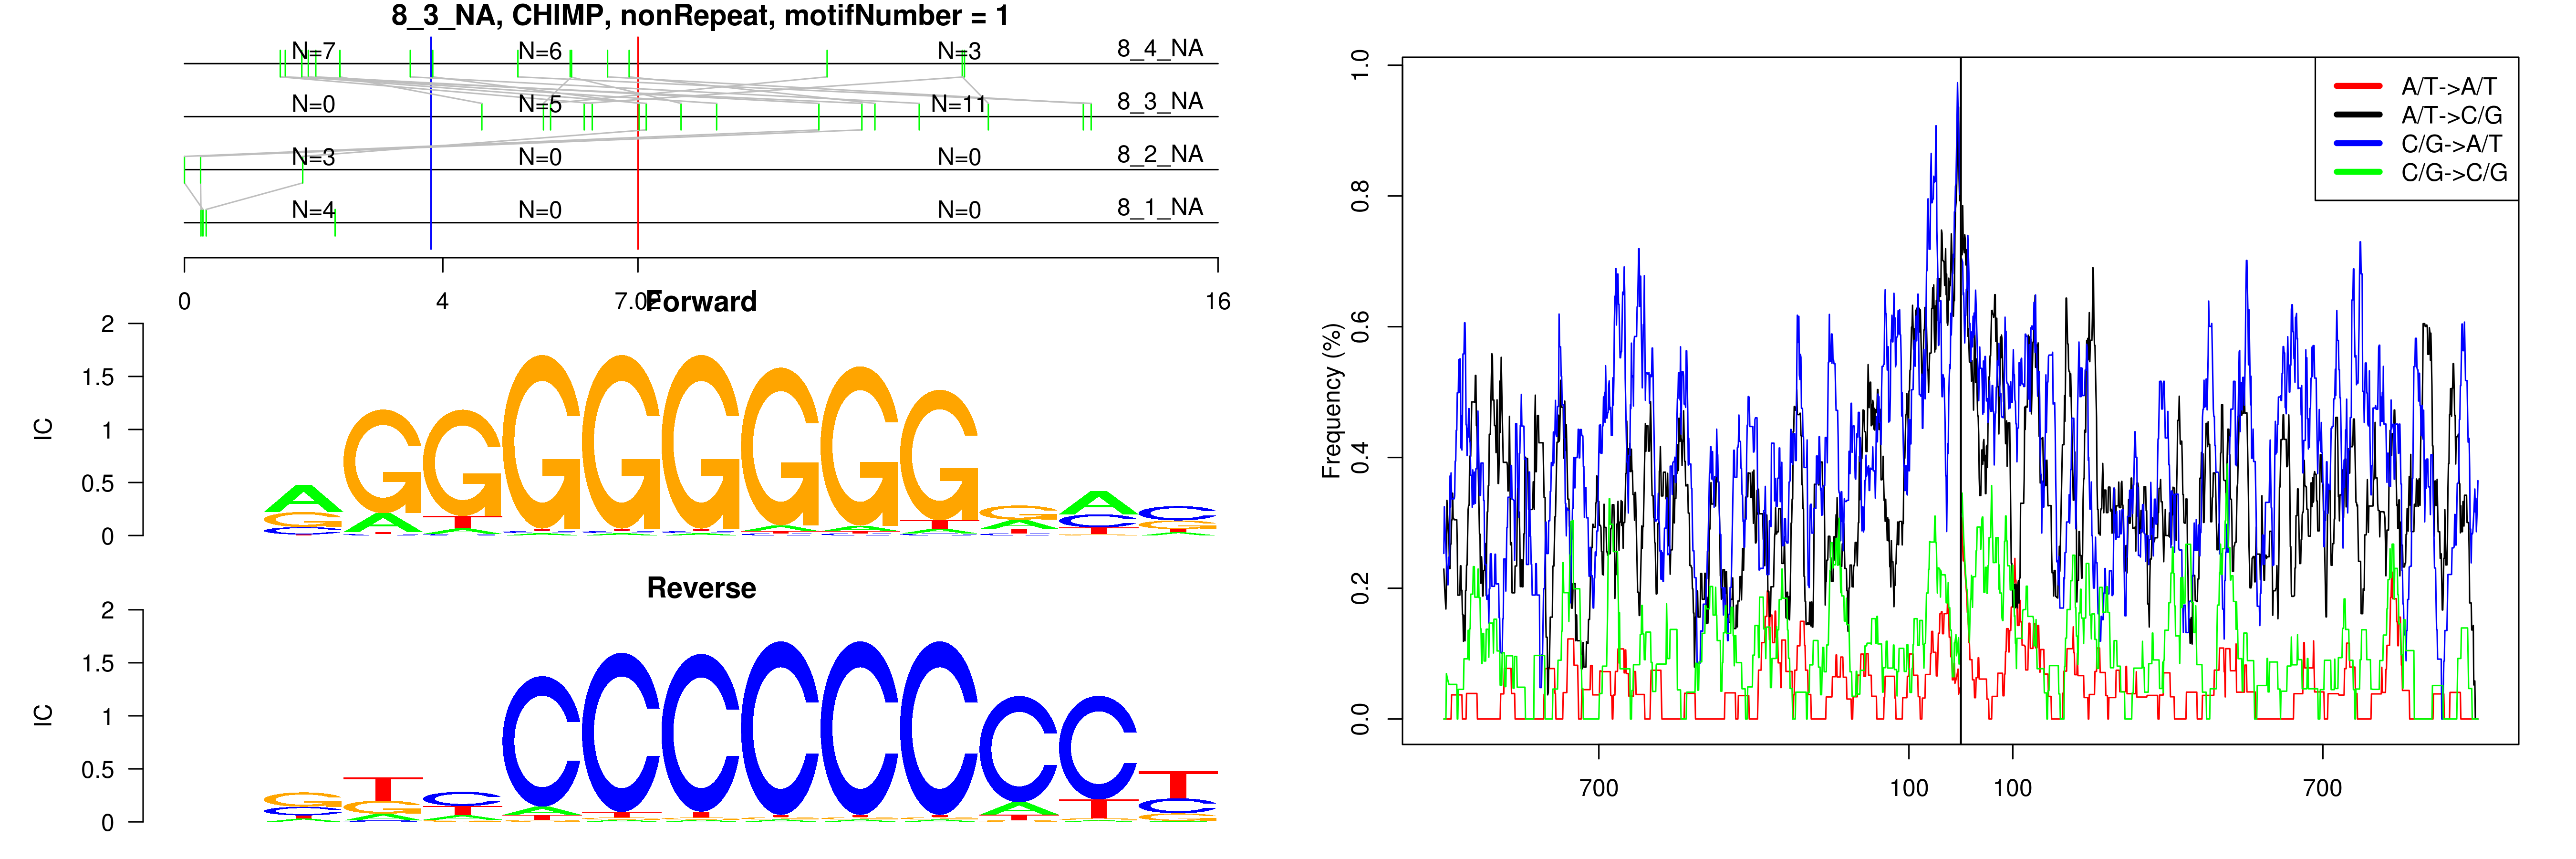 8_3_NA, CHIMP, nonRepeat, motifNumber = 1
N=7 N=6 N=3 8_4_NA
N=0 N=5 N=11 8_3_NA
N=3 N=0 N=0 8_2_NA
N=4 N=0 N=0 8_1_NA
0 4 7.02 16
Forward
2
1.5
1
0.5
0
IC
Reverse
2
1.5
1
0.5
0
IC
1.0
0.8
0.6
0.4
0.2
0.0
Frequency (%)
A/T->A/T
A/T->C/G
C/G->A/T
C/G->C/G
700 100 100 700